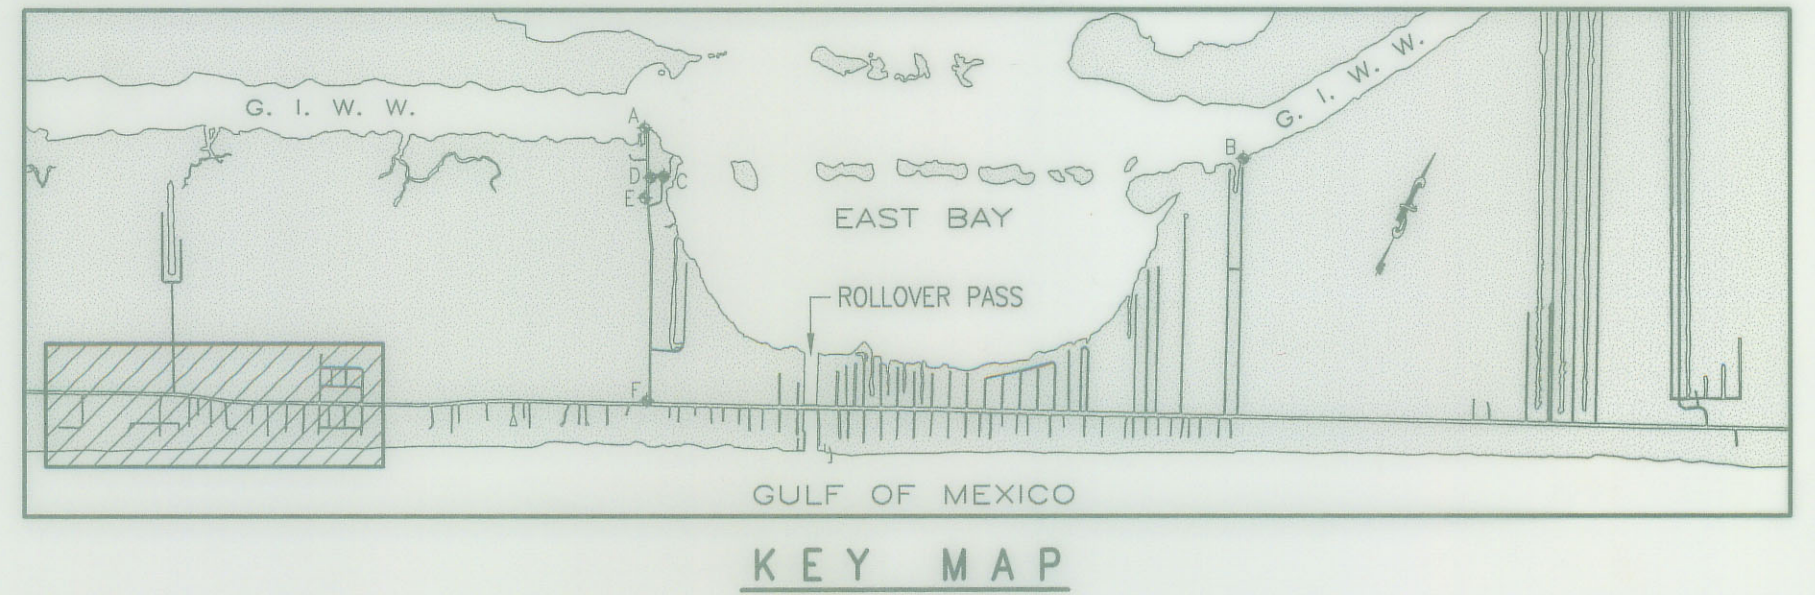 G. I. W. W.
G. I. W. W.
A
B
D
C
E
EAST BAY
ROLLOVER PASS
F
GULF OF MEXICO
KEY MAP